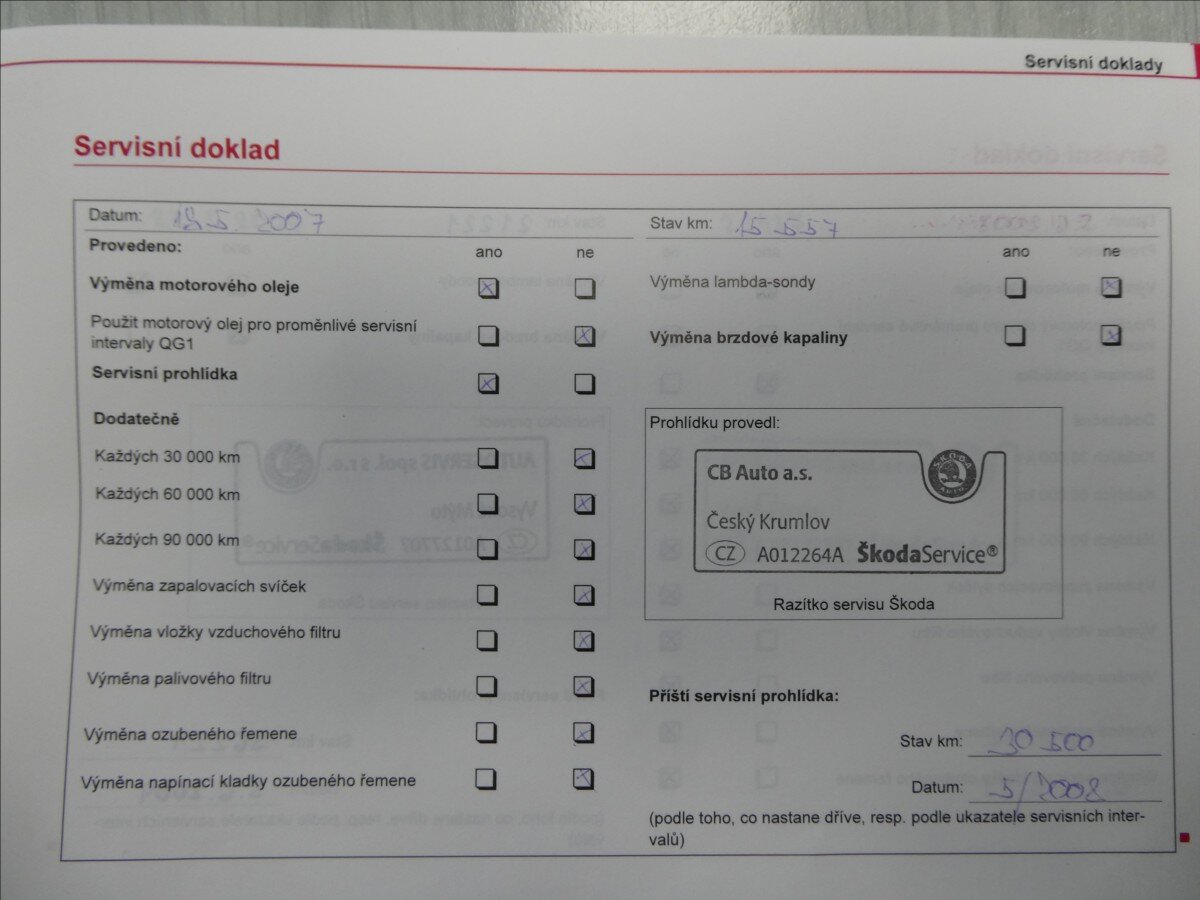 Servisní doklady
Servisní doklad
Datum: 18.5.2007
Stav km: 15 557
Provedeno:
ano ne
ano ne
Výměna motorového oleje
Použit motorový olej pro proměnlivé servisní
intervaly QG1
Servisní prohlídka
Dodatečně
Každých 30 000 km
Každých 60 000 km
Každých 90 000 km
Výměna zapalovacích svíček
Výměna vložky vzduchového filtru
Výměna palivového filtru
Výměna ozubeného řemene
Výměna napínací kladky ozubeného řemene
Výměna lambda-sondy
Výměna brzdové kapaliny
Prohlídku provedl:
CB Auto a.s.
ŠKODA
AUTO
Český Krumlov
CZ A012264A ŠkodaService®
Razítko servisu Škoda
Příští servisní prohlídka:
Stav km: 30 500
Datum: 5/2008
(podle toho, co nastane dříve, resp. podle ukazatele servisních inter-
valů)